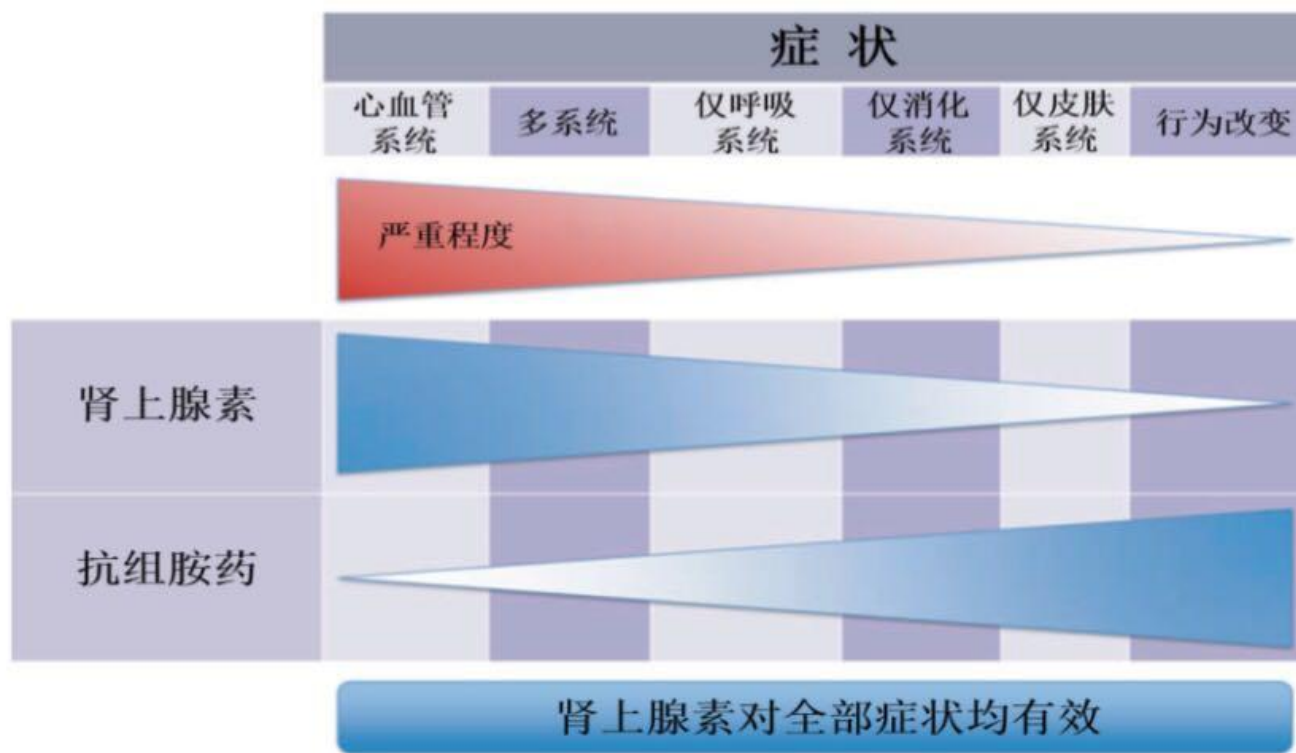 症状
心血管
系统
多系统
仅呼吸
系统
仅消化
系统
仅皮肤
系统
行为改变
严重程度
肾上腺素
抗组胺药
肾上腺素对全部症状均有效